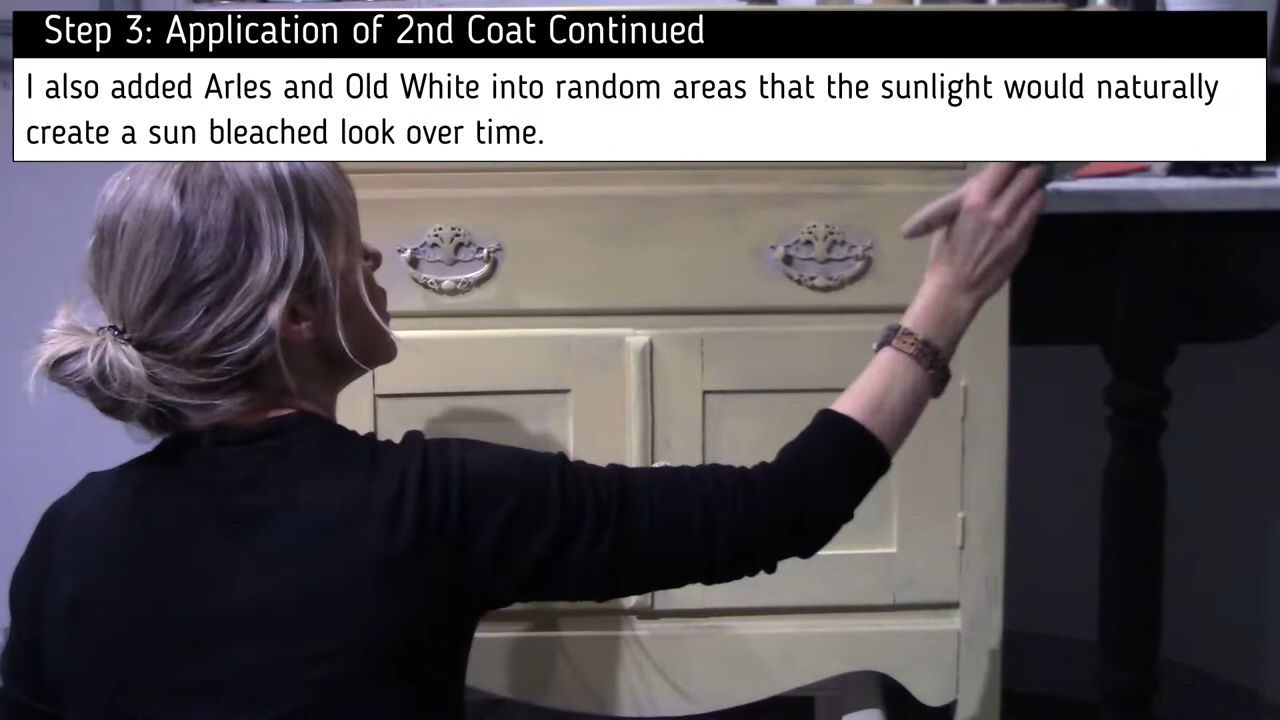 Step 3: Application of 2nd Coat Continued
I also added Arles and Old White into random areas that the sunlight would naturally
create a sun bleached look over time.